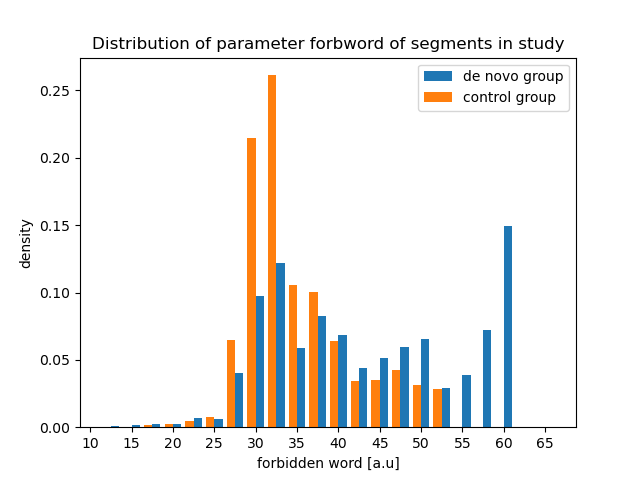 Distribution of parameter forbword of segments in study
de novo group
control group
0.25
0.20
0.15
0.10
0.05
0.00
density
10 15 20 25 30 35 40 45 50 55 60 65
forbidden word [a.u]